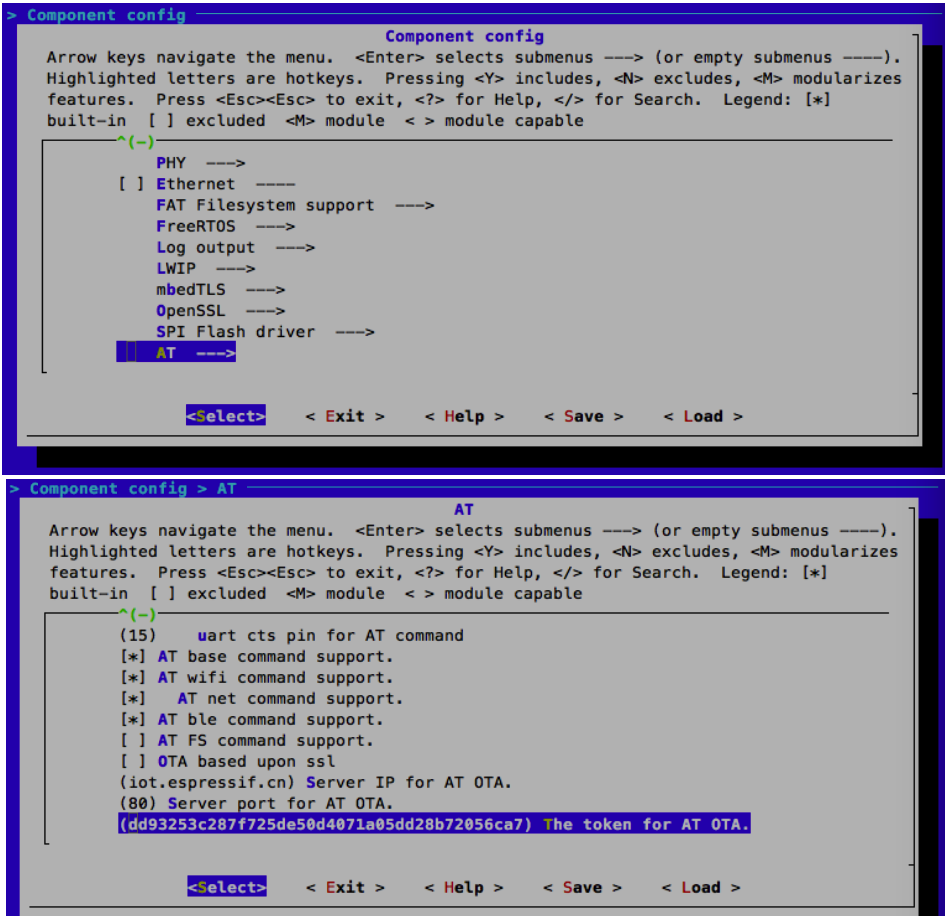 > Component config
Component config
Arrow keys navigate the menu.  <Enter> selects submenus ---> (or empty submenus ----).
Highlighted letters are hotkeys.  Pressing <Y> includes, <N> excludes, <M> modularizes
features.  Press <Esc><Esc> to exit, <?> for Help, </> for Search.  Legend: [*]
built-in  [ ] excluded  <M> module  < > module capable
^(-)
PHY  --->
[ ] Ethernet  ----
FAT Filesystem support  --->
FreeRTOS  --->
Log output  --->
LWIP  --->
mbedTLS  --->
OpenSSL  --->
SPI Flash driver  --->
AT  --->
<Select>    < Exit >    < Help >    < Save >    < Load >
> Component config > AT
AT
Arrow keys navigate the menu.  <Enter> selects submenus ---> (or empty submenus ----).
Highlighted letters are hotkeys.  Pressing <Y> includes, <N> excludes, <M> modularizes
features.  Press <Esc><Esc> to exit, <?> for Help, </> for Search.  Legend: [*]
built-in  [ ] excluded  <M> module  < > module capable
^(-)
(15)    uart cts pin for AT command
[*] AT base command support.
[*] AT wifi command support.
[*]   AT net command support.
[*] AT ble command support.
[ ] AT FS command support.
[ ] OTA based upon ssl
(iot.espressif.cn) Server IP for AT OTA.
(80) Server port for AT OTA.
(dd93253c287f725de50d4071a05dd28b72056ca7) The token for AT OTA.
<Select>    < Exit >    < Help >    < Save >    < Load >